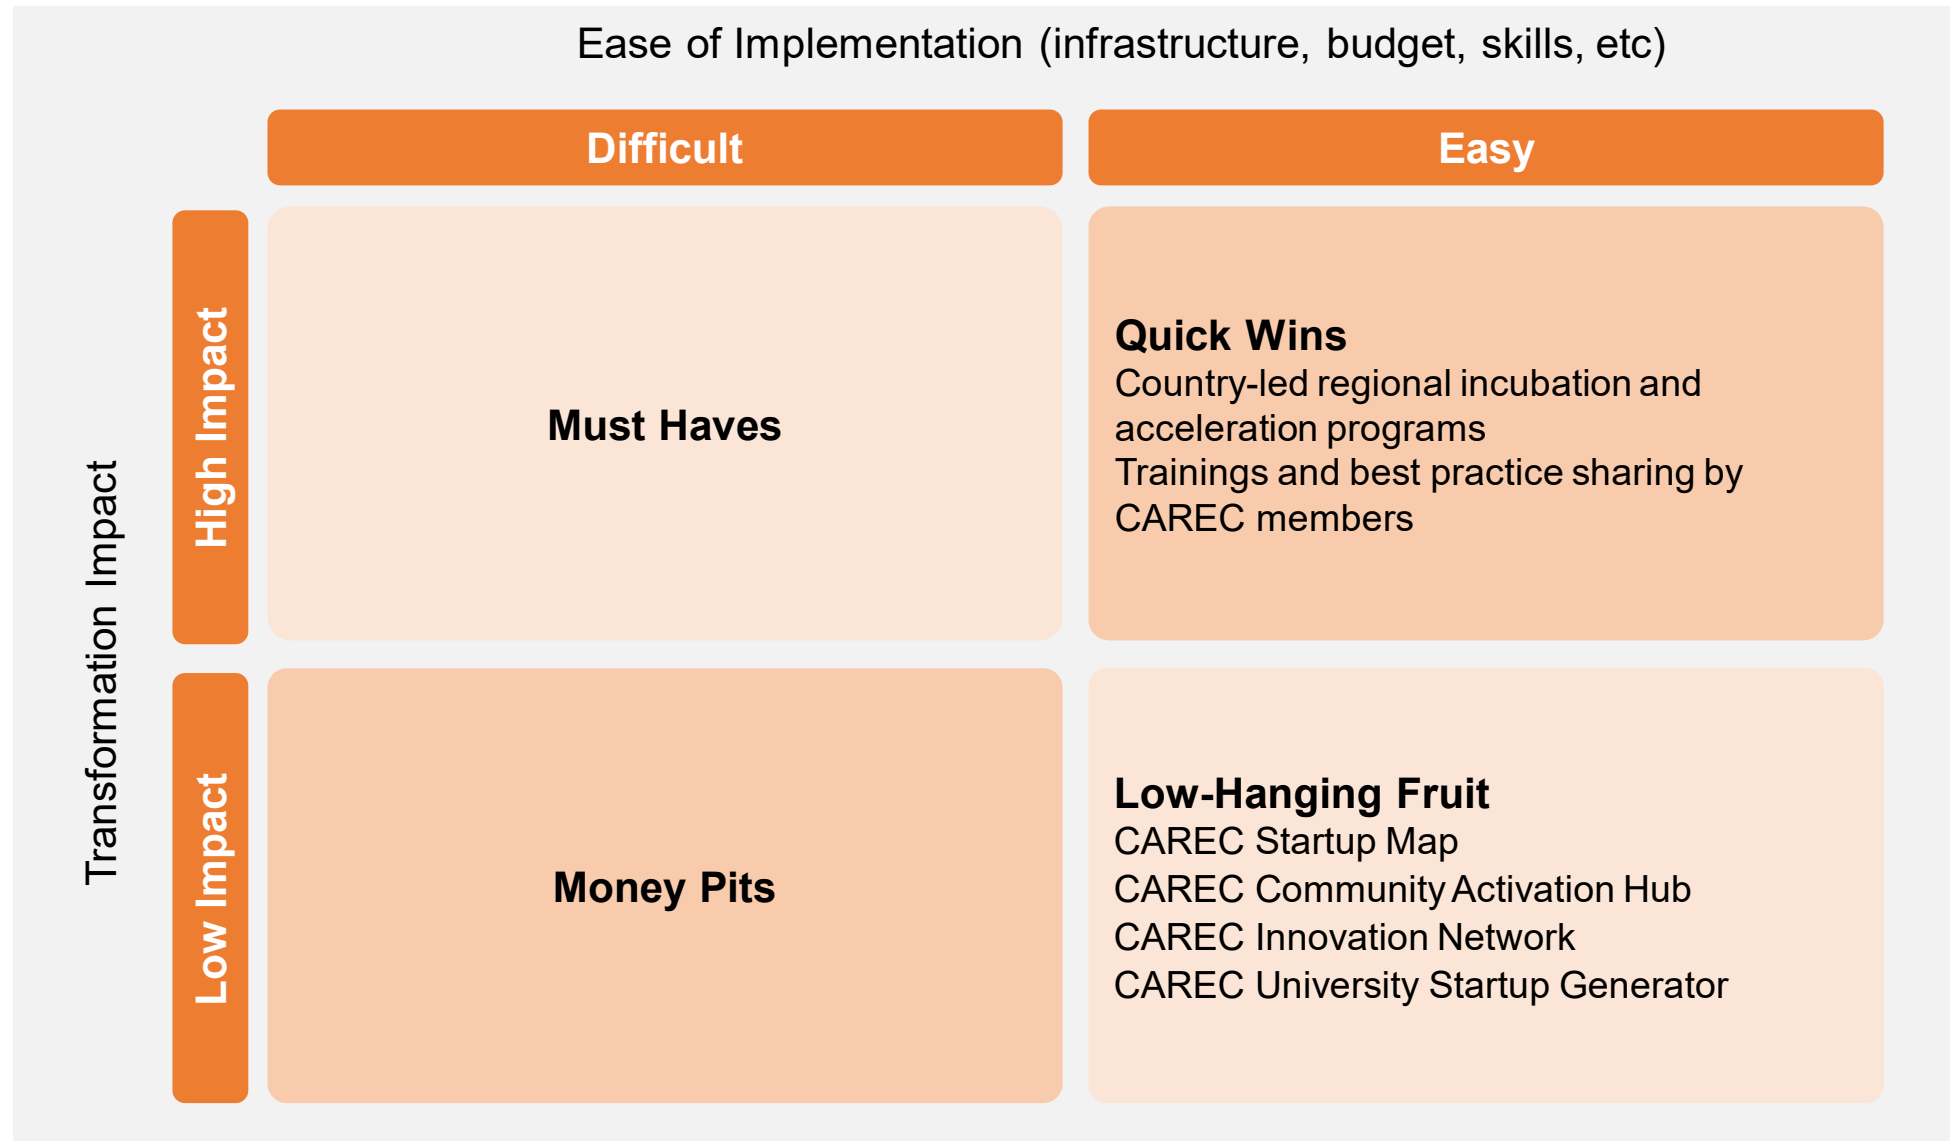 Ease of Implementation (infrastructure, budget, skills, etc)
Difficult
Easy
Transformation Impact
High Impact
Must Haves
Quick Wins
Country-led regional incubation and
acceleration programs
Trainings and best practice sharing by
CAREC members
Low Impact
Money Pits
Low-Hanging Fruit
CAREC Startup Map
CAREC Community Activation Hub
CAREC Innovation Network
CAREC University Startup Generator